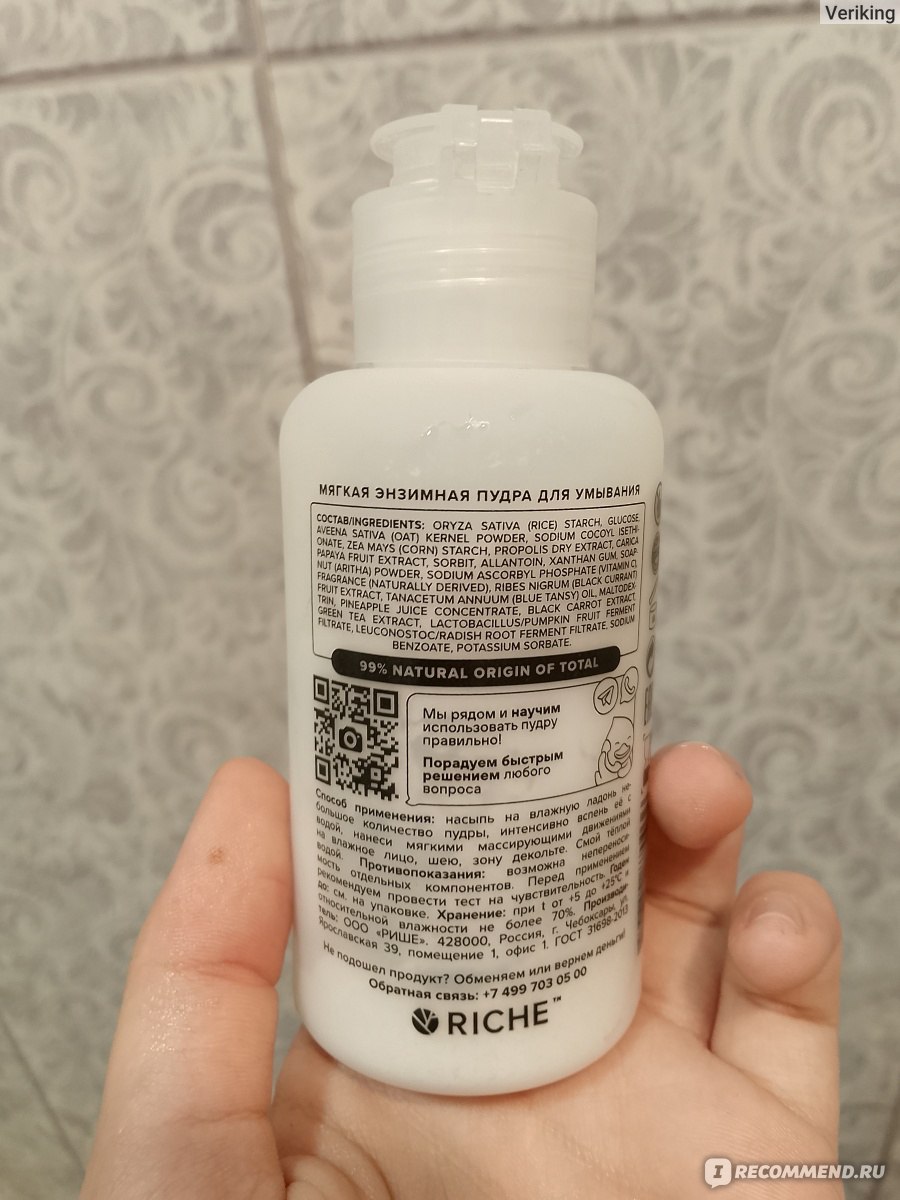 Veriking
МЯГКАЯ ЭНЗИМНАЯ ПУДРА ДЛЯ УМЫВАНИЯ
СОСТАВ/INGREDIENTS: ORYZA SATIVA (RICE) STARCH, GLUCOSE,
AVEENA SATIVA (OAT) KERNEL POWDER, SODIUM COCOYL ISETHI-
ONATE, ZEA MAYS (CORN) STARCH, PROPOLIS DRY EXTRACT, CARICA
PAPAYA FRUIT EXTRACT, SORBIT, ALLANTOIN, XANTHAN GUM, SOAP-
NUT (ARITHA) POWDER, SODIUM ASCORBYL PHOSPHATE (VITAMIN C),
FRAGRANCE (NATURALLY DERIVED), RIBES NIGRUM (BLACK CURRANT)
FRUIT EXTRACT, TANACETUM ANNUUM (BLUE TANSY) OIL, MALTODEX-
TRIN, PINEAPPLE JUICE CONCENTRATE, BLACK CARROT EXTRACT,
GREEN TEA EXTRACT, LACTOBACILLUS/PUMPKIN FRUIT FERMENT
FILTRATE, LEUCONOSTOC/RADISH ROOT FERMENT FILTRATE, SODIUM
BENZOATE, POTASSIUM SORBATE.
99% NATURAL ORIGIN OF TOTAL
Мы рядом и научим
использовать пудру
правильно!
Порадуем быстрым
решением любого
вопроса
Способ применения: насыпь на влажную ладонь не-
большое количество пудры, интенсивно вспень её с
водой, нанеси мягкими массирующими движениями
на влажное лицо, шею, зону декольте. Смой тёплой
водой. Противопоказания: возможна непереноси-
мость отдельных компонентов. Перед применением
рекомендуем провести тест на чувствительность. Годен
до: см. на упаковке. Хранение: при t от +5 до +25°С и
относительной влажности не более 70%. Производи-
тель: ООО «РИШЕ». 428000, Россия, г. Чебоксары, ул.
Ярославская 39, помещение 1, офис 1. ГОСТ 31698-2013
Не подошел продукт? Обменяем или вернем деньги!
Обратная связь: +7 499 703 05 00
RICHE™
IRECOMMEND.RU